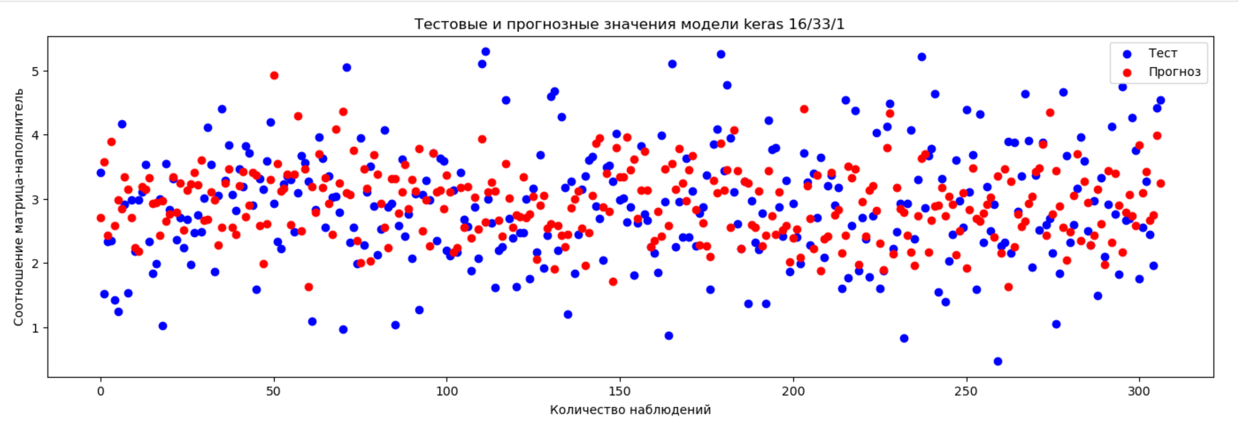 Тестовые и прогнозные значения модели keras 16/33/1
Тест
Прогноз
Соотношение матрица-наполнитель
5
4
3
2
1
0 50 100 150 200 250 300
Количество наблюдений